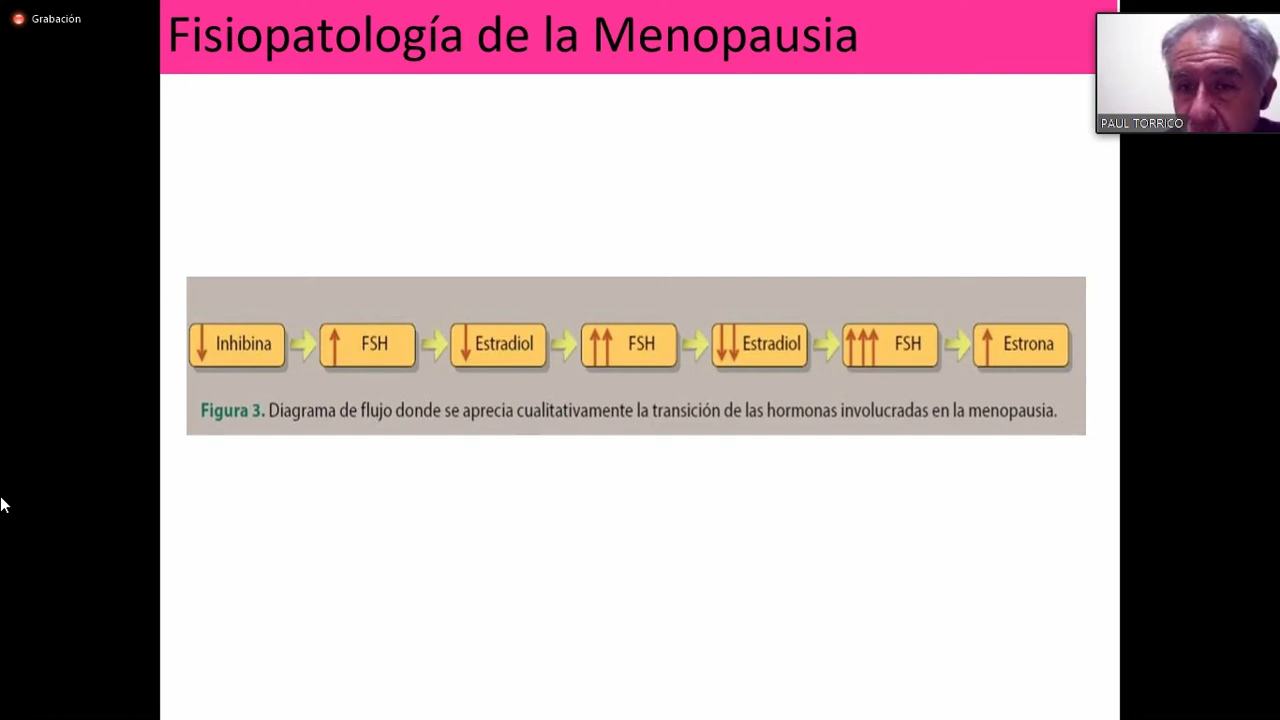 Grabación
Fisiopatología de la Menopausia
PAUL TORRICO
Inhibina
FSH
Estradiol
FSH
Estradiol
FSH
Estrona
Figura 3. Diagrama de flujo donde se aprecia cualitativamente la transición de las hormonas involucradas en la menopausia.